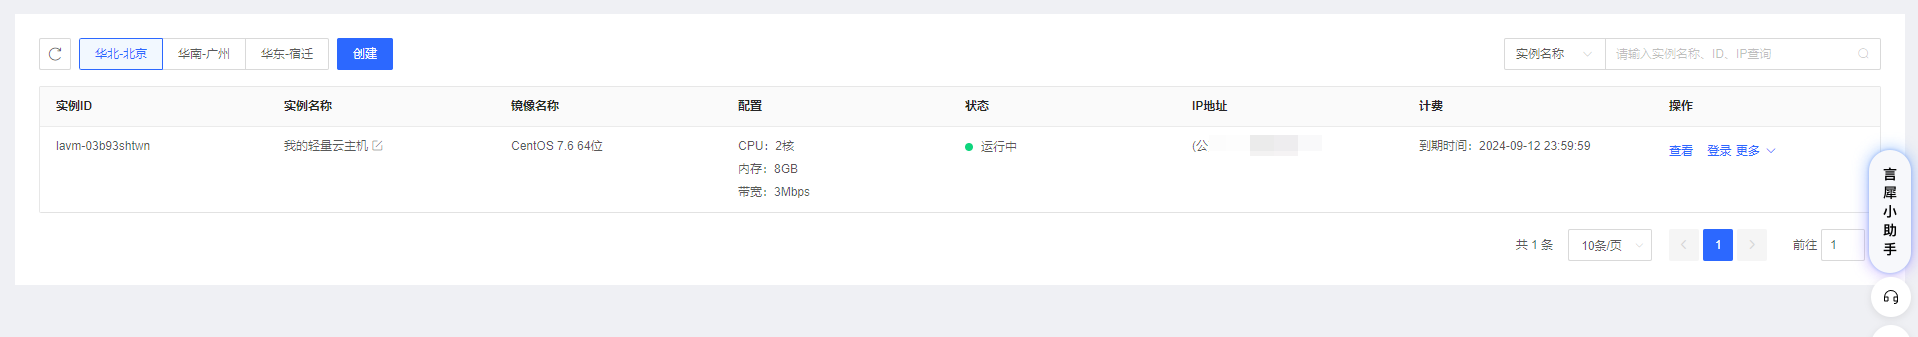 华北-北京 华南-广州 华东-宿迁 创建 实例名称 请输入实例名称、ID、IP查询
实例ID 实例名称 镜像名称 配置 状态 IP地址 计费 操作
lavm-03b93shtwn 我的轻量云主机 CentOS 7.6 64位 CPU：2核 运行中 (公 到期时间：2024-09-12 23:59:59 查看 登录 更多
内存：8GB
带宽：3Mbps
共 1 条 10条/页 1 前往 1
言犀小助手